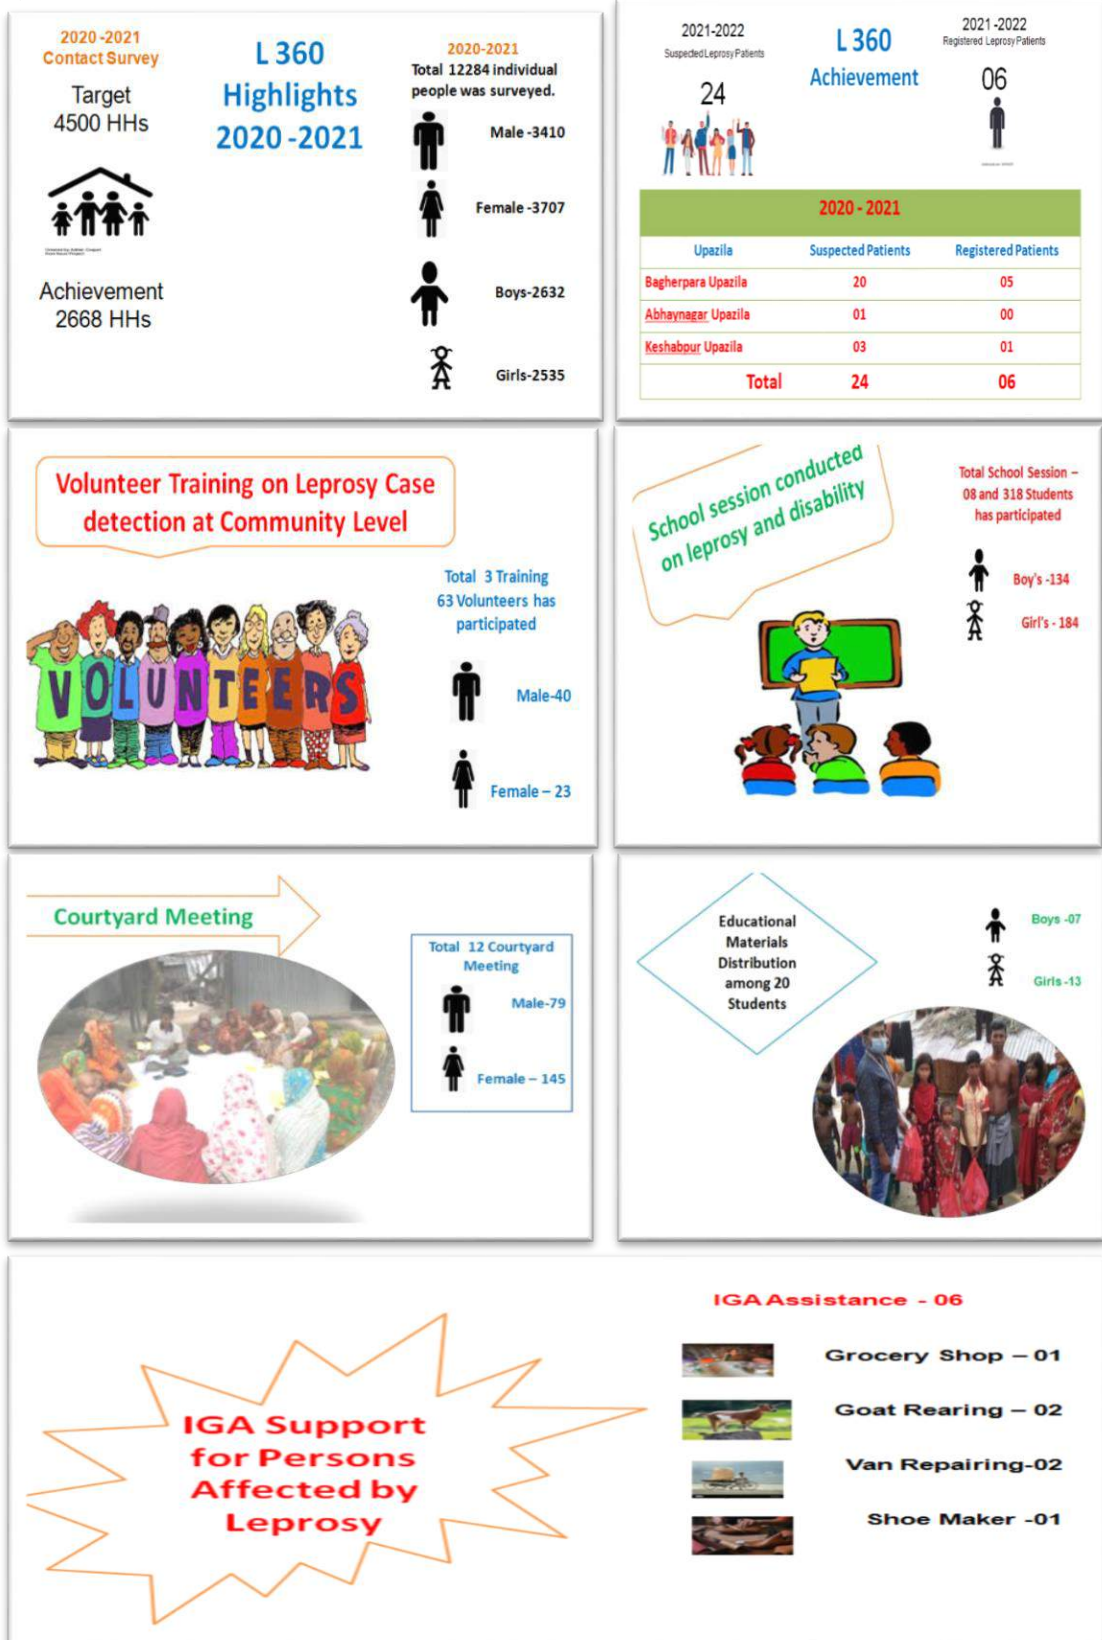 2020 -2021
Contact Survey
Target
4500 HHs
Achievement
2668 HHs
L 360
Highlights
2020 -2021
2020-2021
Total 12284 individual
people was surveyed.
Male -3410
Female -3707
Boys-2632
Girls-2535
2021-2022
Suspected Leprosy Patients
24
L 360
Achievement
2021 -2022
Registered Leprosy Patients
06
2020 - 2021
Upazila Suspected Patients Registered Patients
Bagherpara Upazila 20 05
Abhaynagar Upazila 01 00
Keshabpur Upazila 03 01
Total 24 06
Volunteer Training on Leprosy Case
detection at Community Level
VOLUNTEERS
Total 3 Training
63 Volunteers has
participated
Male-40
Female – 23
School session conducted
on leprosy and disability
Total School Session –
08 and 318 Students
has participated
Boy's -134
Girl's - 184
Courtyard Meeting
Total 12 Courtyard
Meeting
Male-79
Female – 145
Educational
Materials
Distribution
among 20
Students
Boys -07
Girls -13
IGA Support
for Persons
Affected by
Leprosy
IGA Assistance - 06
Grocery Shop – 01
Goat Rearing – 02
Van Repairing-02
Shoe Maker -01